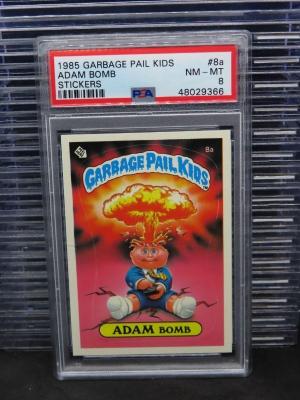 1985 GARBAGE PAIL KIDS #8a
ADAM BOMB NM - MT
STICKERS 8
PSA 48029366
8a
GARBAGE PAIL KIDS
ADAM BOMB